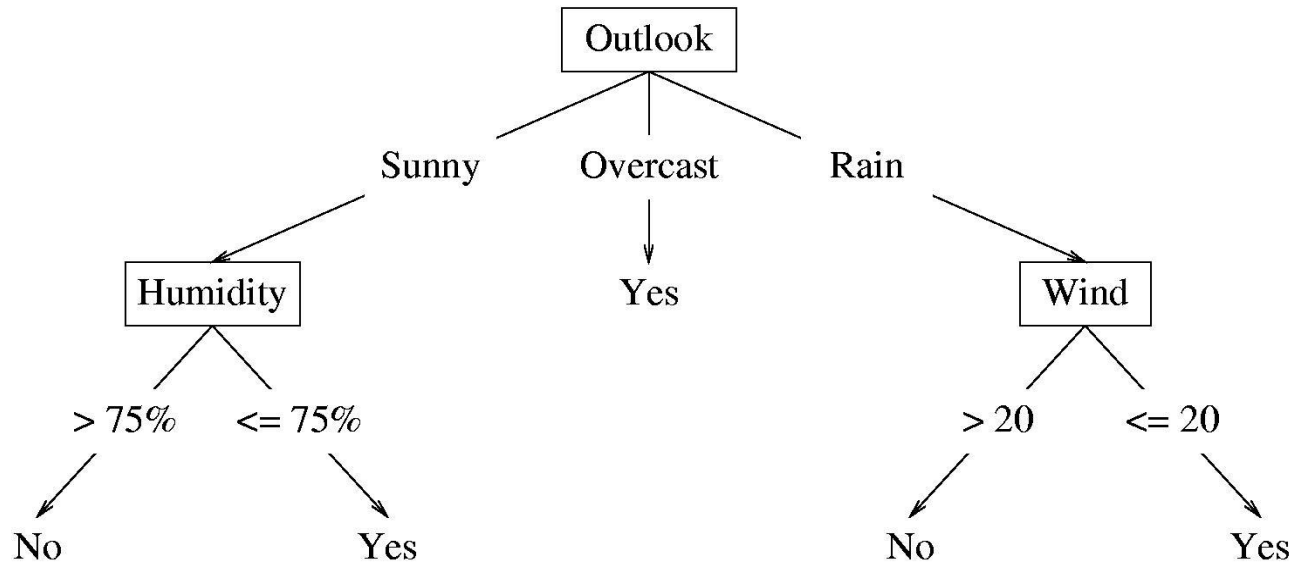 Outlook
Sunny Overcast Rain
Humidity Yes Wind
> 75% <= 75% > 20 <= 20
No Yes No Yes